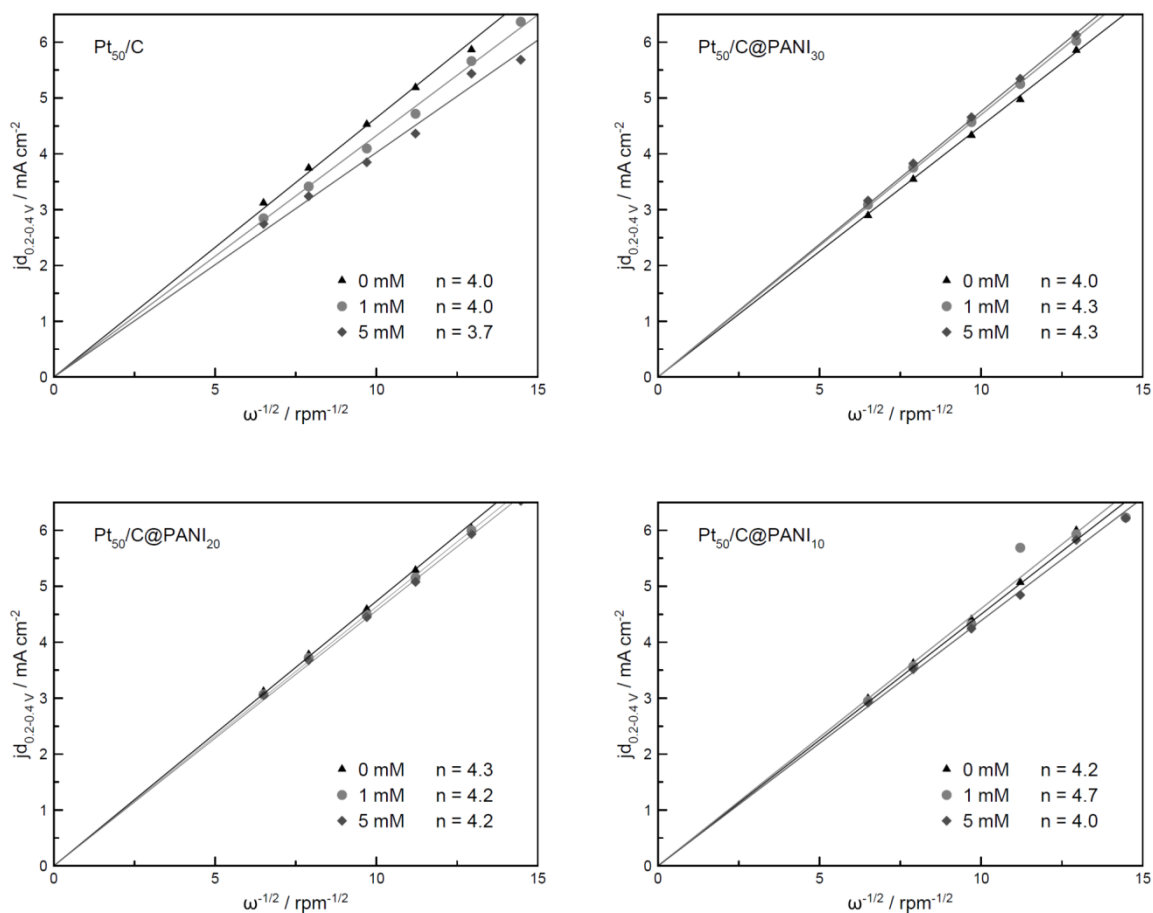 Pt50/C
jd0.2-0.4 V / mA cm-2
6
5
4
3
2
1
0
0 mM n = 4.0
1 mM n = 4.0
5 mM n = 3.7
0 5 10 15
ω-1/2 / rpm-1/2
Pt50/C@PANI30
jd0.2-0.4 V / mA cm-2
6
5
4
3
2
1
0
0 mM n = 4.0
1 mM n = 4.3
5 mM n = 4.3
0 5 10 15
ω-1/2 / rpm-1/2
Pt50/C@PANI20
jd0.2-0.4 V / mA cm-2
6
5
4
3
2
1
0
0 mM n = 4.3
1 mM n = 4.2
5 mM n = 4.2
0 5 10 15
ω-1/2 / rpm-1/2
Pt50/C@PANI10
jd0.2-0.4 V / mA cm-2
6
5
4
3
2
1
0
0 mM n = 4.2
1 mM n = 4.7
5 mM n = 4.0
0 5 10 15
ω-1/2 / rpm-1/2